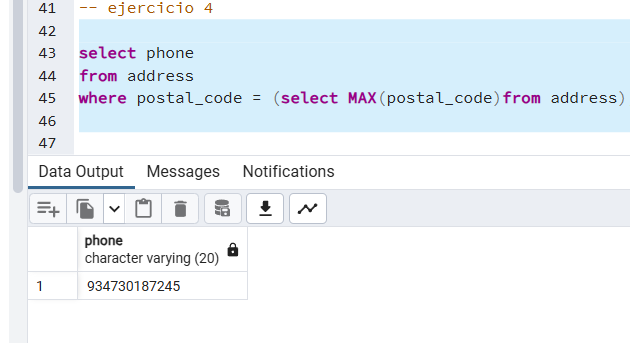 41 -- ejercicio 4
42
43 select phone
44 from address
45 where postal_code = (select MAX(postal_code)from address)
46
47
Data Output Messages Notifications
phone
character varying (20)
1 934730187245